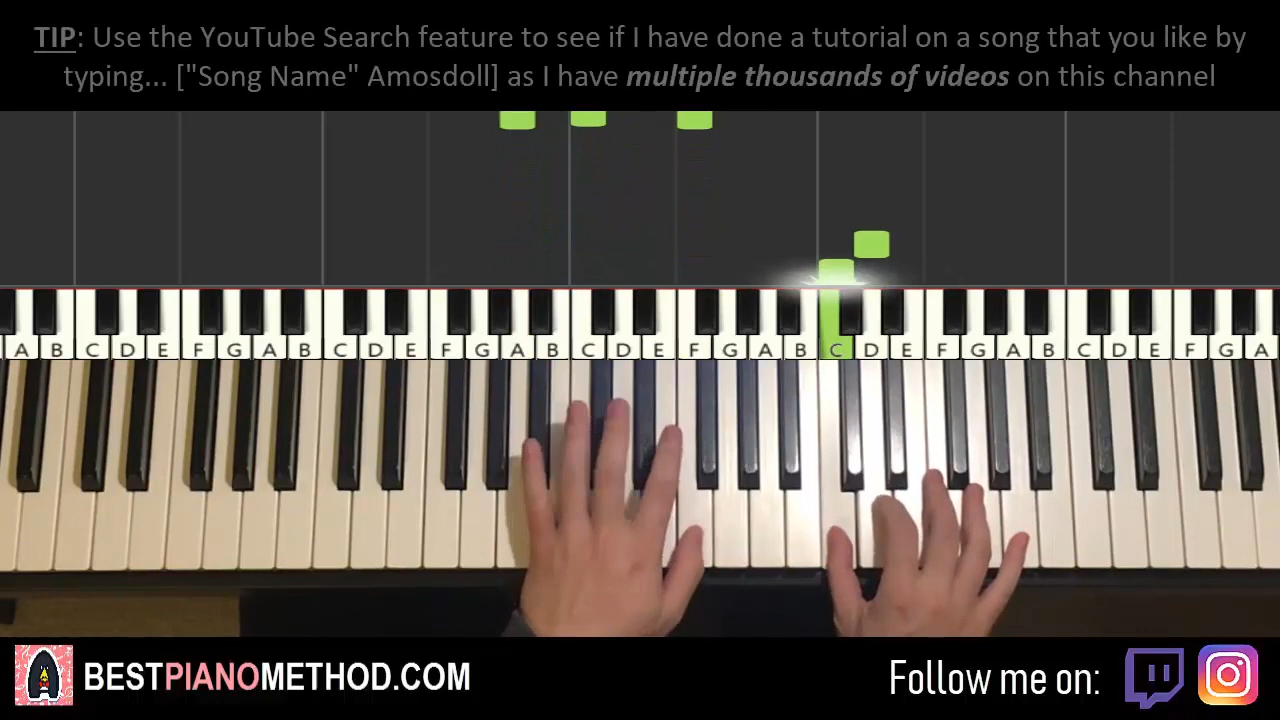 TIP: Use the YouTube Search feature to see if I have done a tutorial on a song that you like by
typing... ["Song Name" Amosdoll] as I have multiple thousands of videos on this channel
A B C D E F G A B C D E F G A B C D E F G A B C D E F G A B C D E F G A
BESTPIANOMETHOD.COM
Follow me on: